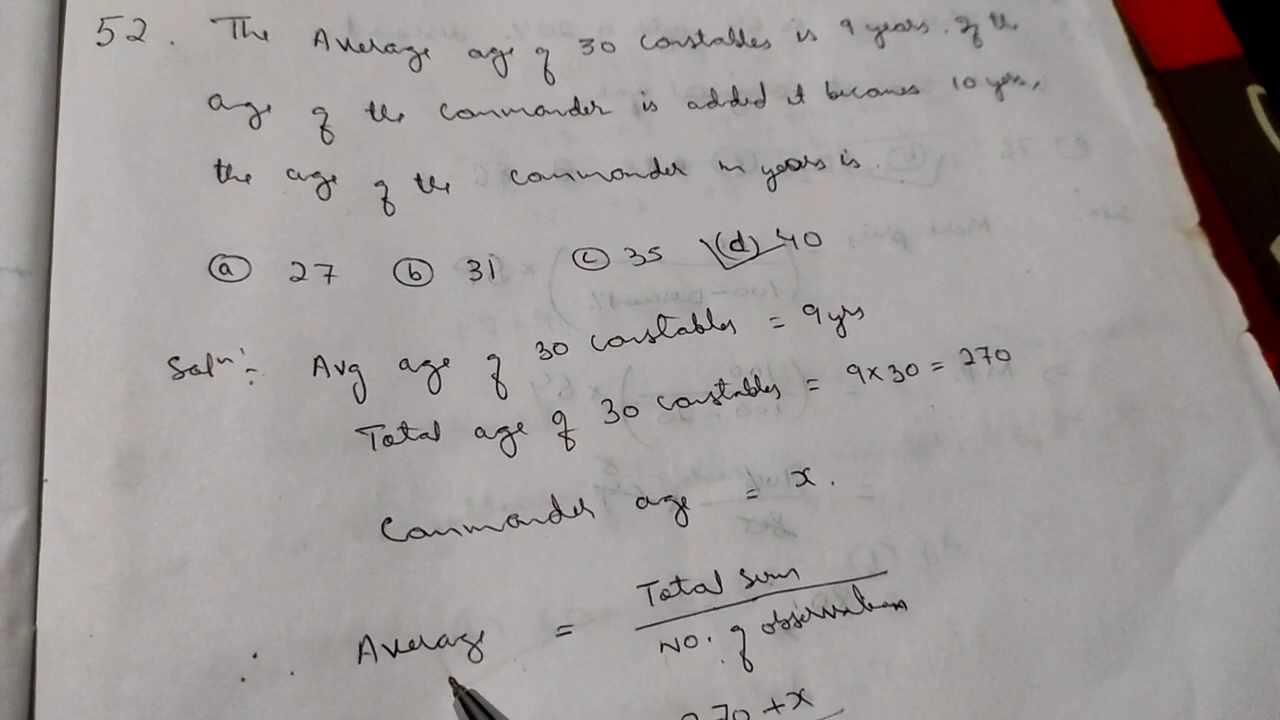 52. The Average age of 30 constables is 9 years. If the
age of the commander is added it becomes 10 yrs,
the age of the commander in years is.
(a) 27 (b) 31 (c) 35 (d) 40
Solⁿ:- Avg age of 30 constables = 9 yrs
Total age of 30 constables = 9 x 30 = 270
Commander age = x.
∴ Average = Total sum
No. of observations
270 + x